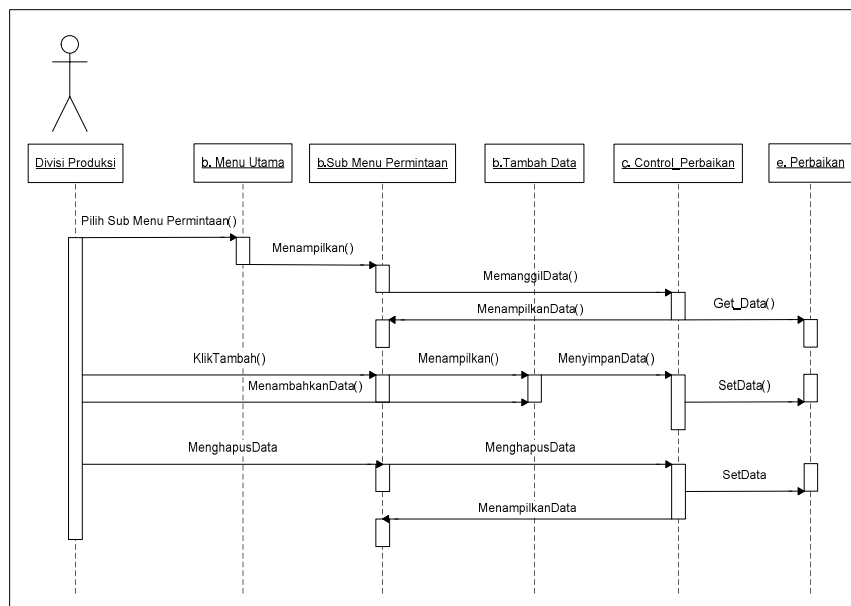 Divisi Produksi
b. Menu Utama
b.Sub Menu Permintaan
b.Tambah Data
c. Control_Perbaikan
e. Perbaikan
Pilih Sub Menu Permintaan()
Menampilkan()
MemanggilData()
MenampilkanData()
Get_Data()
KlikTambah()
Menampilkan()
MenyimpanData()
MenambahkanData()
SetData()
MenghapusData
MenghapusData
SetData
MenampilkanData